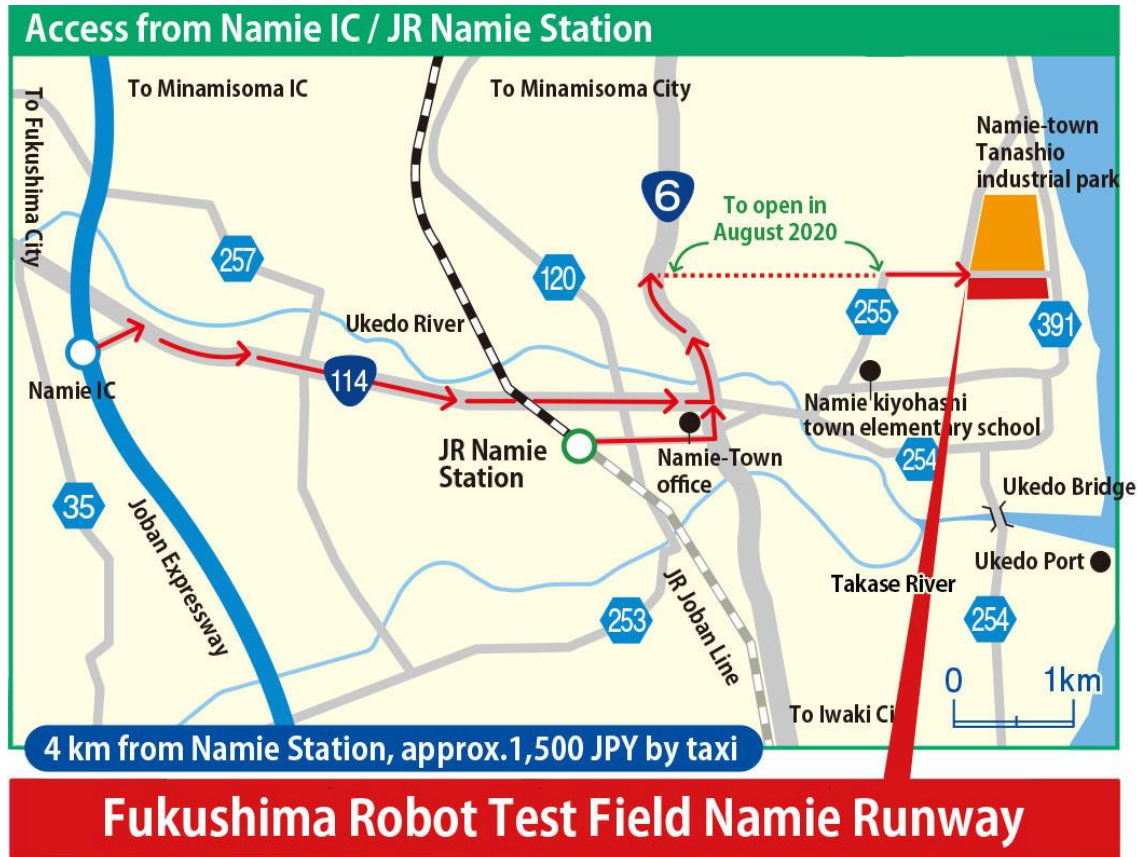 Access from Namie IC / JR Namie Station
To Minamisoma IC
To Minamisoma City
To Fukushima City
Namie-town
Tanashio
industrial park
6
To open in
August 2020
257
120
255
391
Ukedo River
114
Namie IC
Namie kiyohashi
town elementary school
JR Namie
Station
Namie-Town
office
254
35
Ukedo Bridge
Joban Expressway
Ukedo Port
Takase River
JR Joban Line
253
254
0 1km
To Iwaki Ci
4 km from Namie Station, approx.1,500 JPY by taxi
Fukushima Robot Test Field Namie Runway